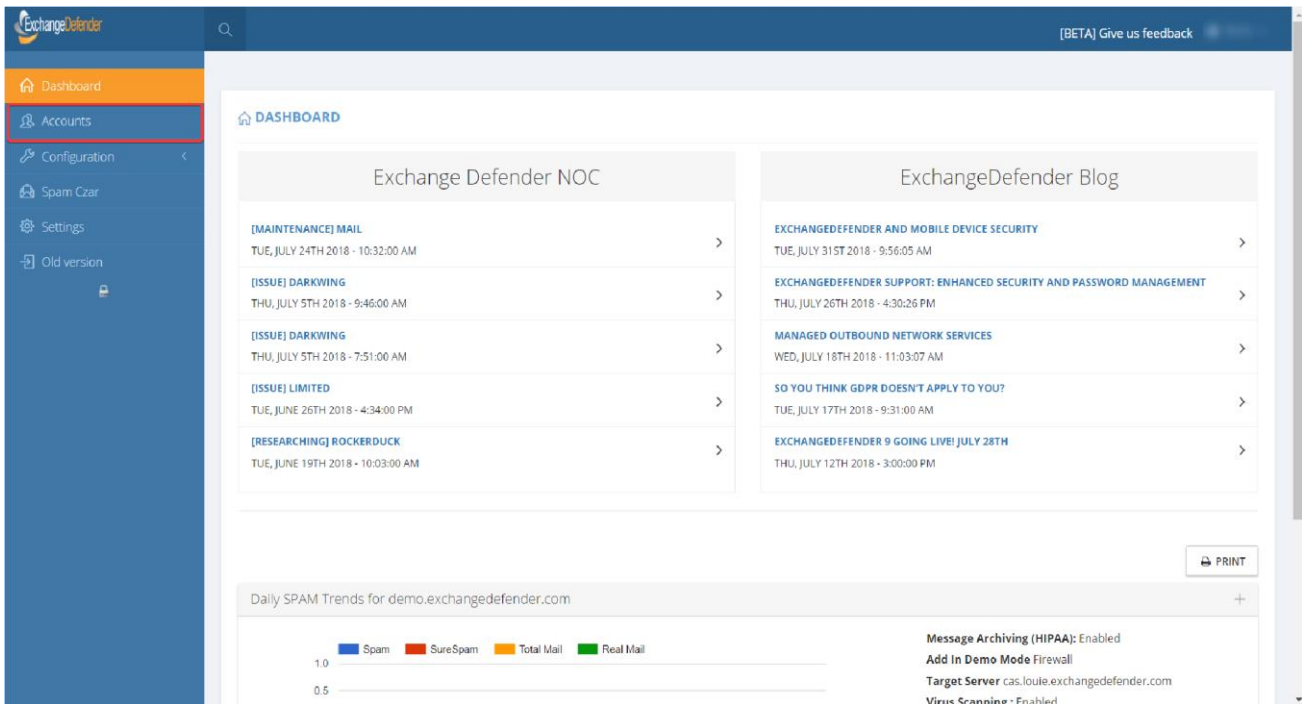 ExchangeDefender
[BETA] Give us feedback
Dashboard
Accounts
Configuration
Spam Czar
Settings
Old version
DASHBOARD
Exchange Defender NOC
[MAINTENANCE] MAIL
TUE, JULY 24TH 2018 - 10:32:00 AM
[ISSUE] DARKWING
THU, JULY 5TH 2018 - 9:46:00 AM
[ISSUE] DARKWING
THU, JULY 5TH 2018 - 7:51:00 AM
[ISSUE] LIMITED
TUE, JUNE 26TH 2018 - 4:34:00 PM
[RESEARCHING] ROCKERDUCK
TUE, JUNE 19TH 2018 - 10:03:00 AM
ExchangeDefender Blog
EXCHANGEDEFENDER AND MOBILE DEVICE SECURITY
TUE, JULY 31ST 2018 - 9:56:05 AM
EXCHANGEDEFENDER SUPPORT: ENHANCED SECURITY AND PASSWORD MANAGEMENT
THU, JULY 26TH 2018 - 4:30:26 PM
MANAGED OUTBOUND NETWORK SERVICES
WED, JULY 18TH 2018 - 11:03:07 AM
SO YOU THINK GDPR DOESN'T APPLY TO YOU?
TUE, JULY 17TH 2018 - 9:31:00 AM
EXCHANGEDEFENDER 9 GOING LIVE! JULY 28TH
THU, JULY 12TH 2018 - 3:00:00 PM
PRINT
Daily SPAM Trends for demo.exchangedefender.com
Spam SureSpam Total Mail Real Mail
1.0
0.5
Message Archiving (HIPAA): Enabled
Add In Demo Mode Firewall
Target Server cas.louie.exchangedefender.com
Virus Scanning : Enabled